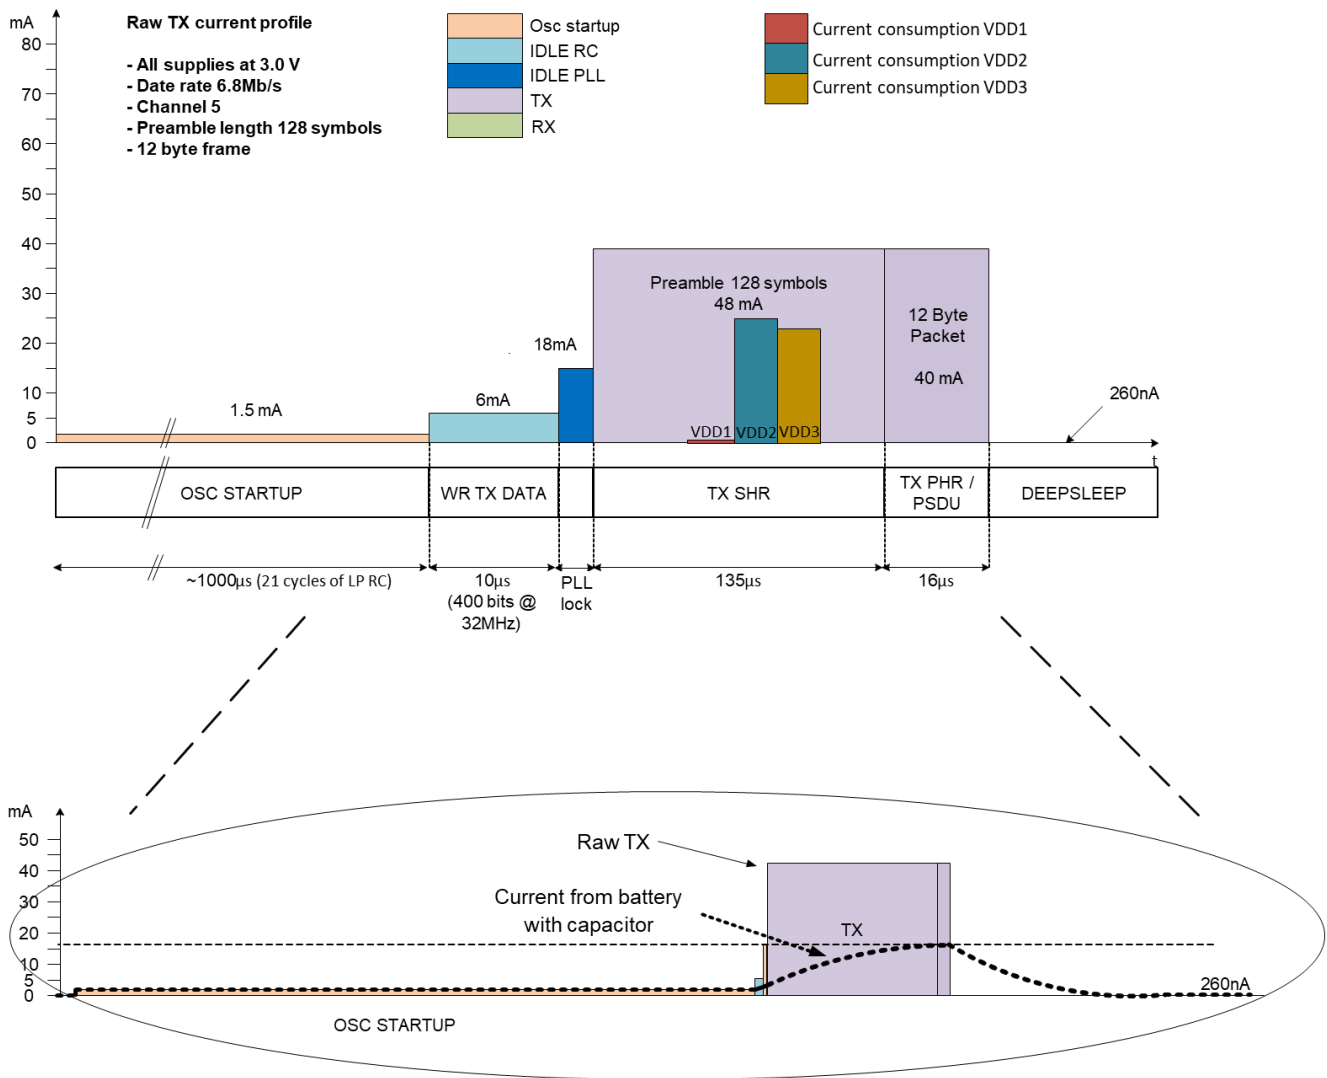 mA
80
70
60
50
40
30
20
10
5
0
Raw TX current profile
- All supplies at 3.0 V
- Date rate 6.8Mb/s
- Channel 5
- Preamble length 128 symbols
- 12 byte frame
Osc startup
IDLE RC
IDLE PLL
TX
RX
Current consumption VDD1
Current consumption VDD2
Current consumption VDD3
1.5 mA
6mA
18mA
Preamble 128 symbols
48 mA
VDD1
VDD2
VDD3
12 Byte
Packet
40 mA
260nA
t
OSC STARTUP
WR TX DATA
TX SHR
TX PHR /
PSDU
DEEPSLEEP
~1000µs (21 cycles of LP RC)
10µs
(400 bits @
32MHz)
PLL
lock
135µs
16µs
mA
50
40
30
20
10
5
0
Raw TX
Current from battery
with capacitor
TX
260nA
OSC STARTUP